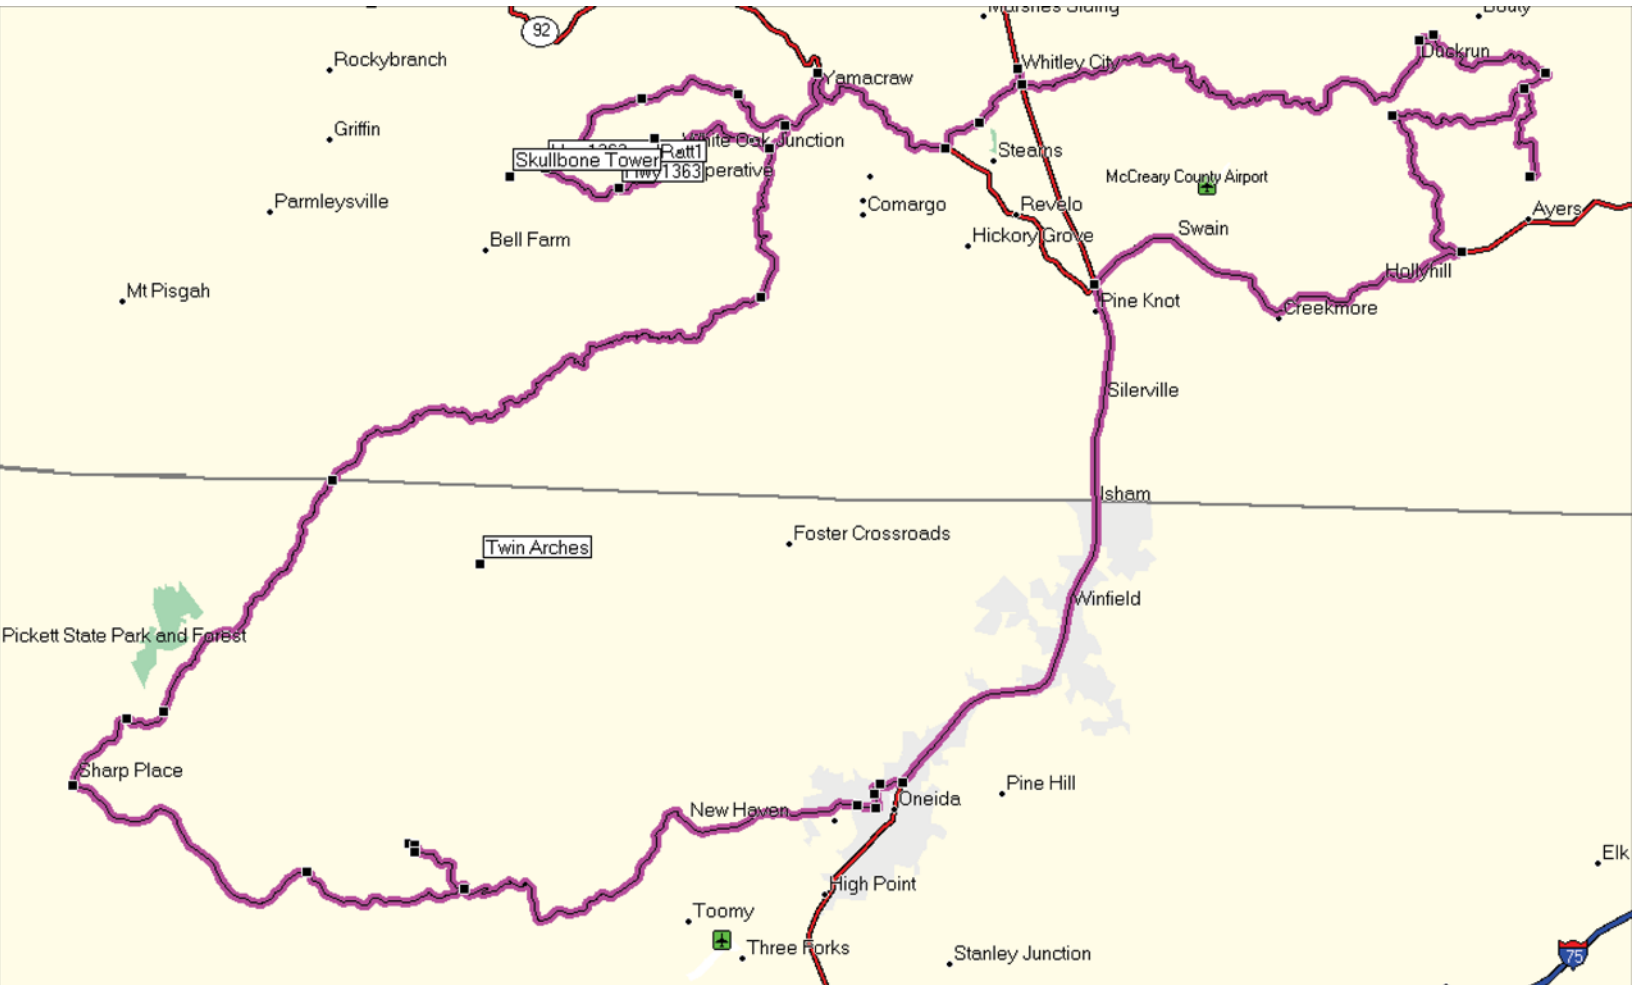 Marshes Siding
92
Rockybranch
Whitley City
Duckrun
Yamacraw
Griffin
White Oak Junction
Stearns
Ratt1
Skullbone Tower
Hwy1363
perative
McCreary County Airport
Parmleysville
Comargo
Revelo
Ayers
Bell Farm
Hickory Grove
Swain
Hollyhill
Mt Pisgah
Pine Knot
Creekmore
Silerville
Isham
Foster Crossroads
Twin Arches
Winfield
Pickett State Park and Forest
Sharp Place
Pine Hill
New Haven
Oneida
Elk
High Point
Toomy
Three Forks
Stanley Junction
75